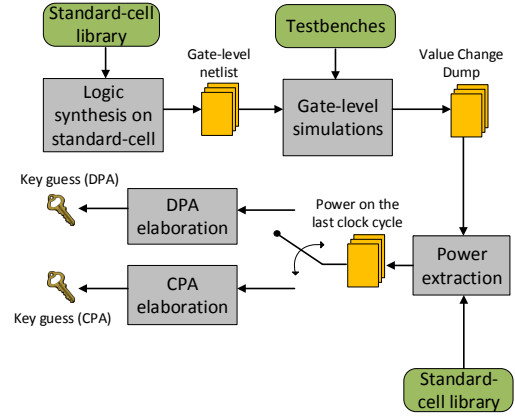 Standard-cell
library
Testbenches
Gate-level
netlist
Value Change
Dump
Logic
synthesis on
standard-cell
Gate-level
simulations
Key guess (DPA)
DPA
elaboration
Power on the
last clock cycle
Power
extraction
CPA
elaboration
Key guess (CPA)
Standard-
cell library